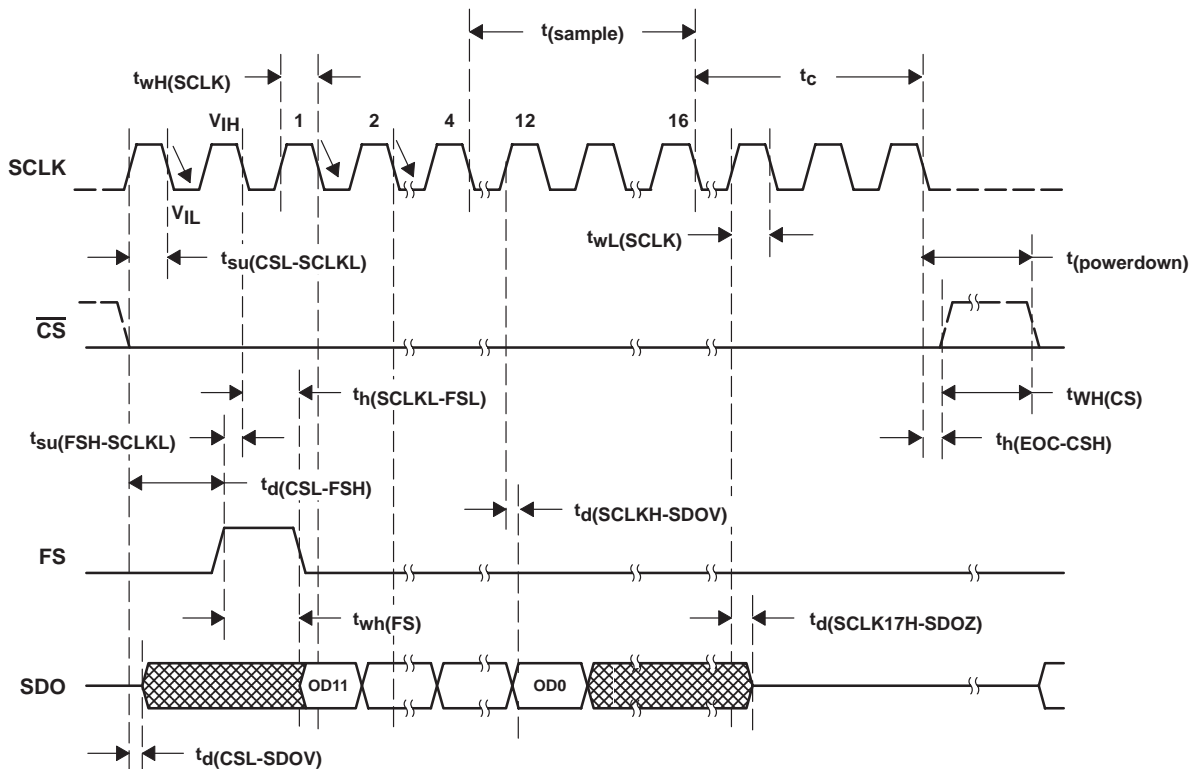 t(sample)
twH(SCLK)
tc
VIH
1
2
4
12
16
SCLK
VIL
twL(SCLK)
tsu(CSL-SCLKL)
t(powerdown)
CS
th(SCLKL-FSL)
tWH(CS)
tsu(FSH-SCLKL)
th(EOC-CSH)
td(CSL-FSH)
td(SCLKH-SDOV)
FS
twh(FS)
td(SCLK17H-SDOZ)
SDO
OD11
OD0
td(CSL-SDOV)